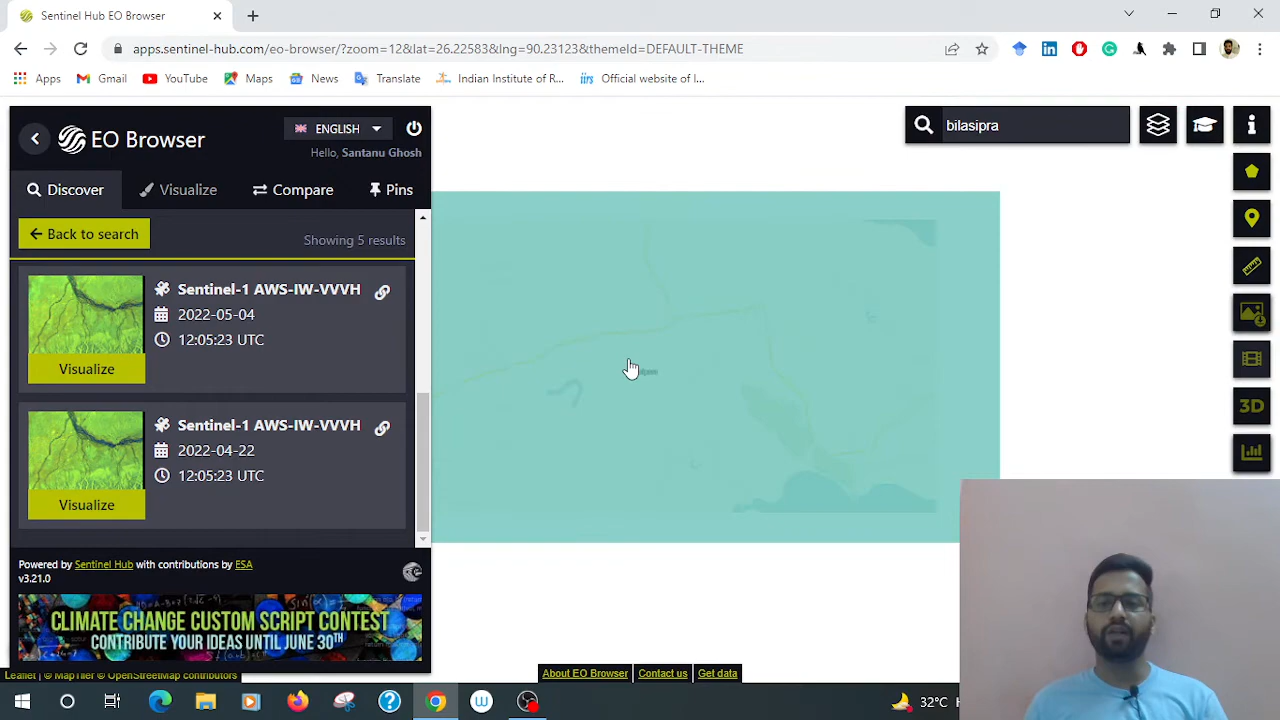 Sentinel Hub EO Browser
apps.sentinel-hub.com/eo-browser/?zoom=12&lat=26.22583&lng=90.23123&themeId=DEFAULT-THEME
Apps Gmail YouTube Maps News Translate Indian Institute of R... Official website of I...
EO Browser
ENGLISH
Hello, Santanu Ghosh
bilasipra
Discover Visualize Compare Pins
Back to search
Showing 5 results
Sentinel-1 AWS-IW-VVVH
2022-05-04
12:05:23 UTC
Visualize
Sentinel-1 AWS-IW-VVVH
2022-04-22
12:05:23 UTC
Visualize
3D
Powered by Sentinel Hub with contributions by ESA
v3.21.0
CLIMATE CHANGE CUSTOM SCRIPT CONTEST
CONTRIBUTE YOUR IDEAS UNTIL JUNE 30TH
Leaflet | © MapTiler © OpenStreetMap contributors
About EO Browser Contact us Get data
32°C